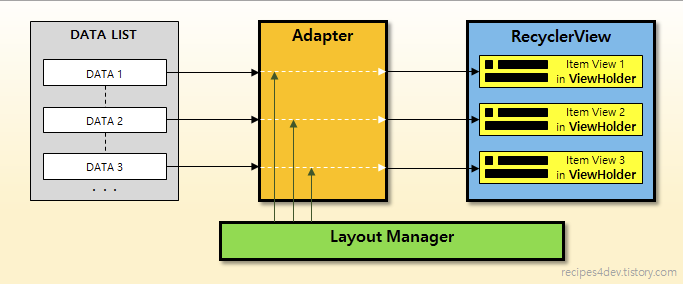 DATA LIST
DATA 1
DATA 2
DATA 3
. . .
Adapter
RecyclerView
Item View 1
in ViewHolder
Item View 2
in ViewHolder
Item View 3
in ViewHolder
Layout Manager
recipes4dev.tistory.com